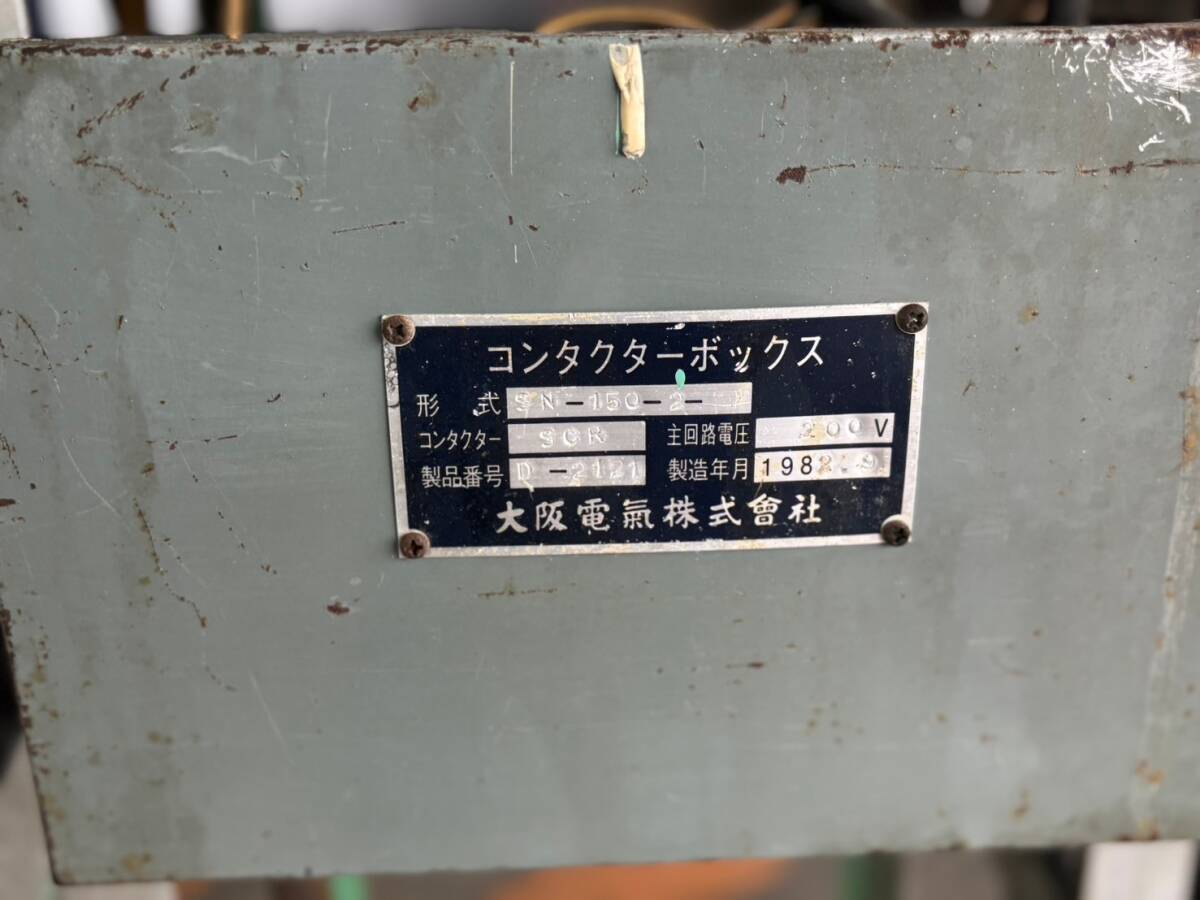 コンタクターボックス
形式 SN-150-2-
コンタクター SCR 主回路電圧 200V
製品番号 D-2121 製造年月 198
大阪電氣株式會社